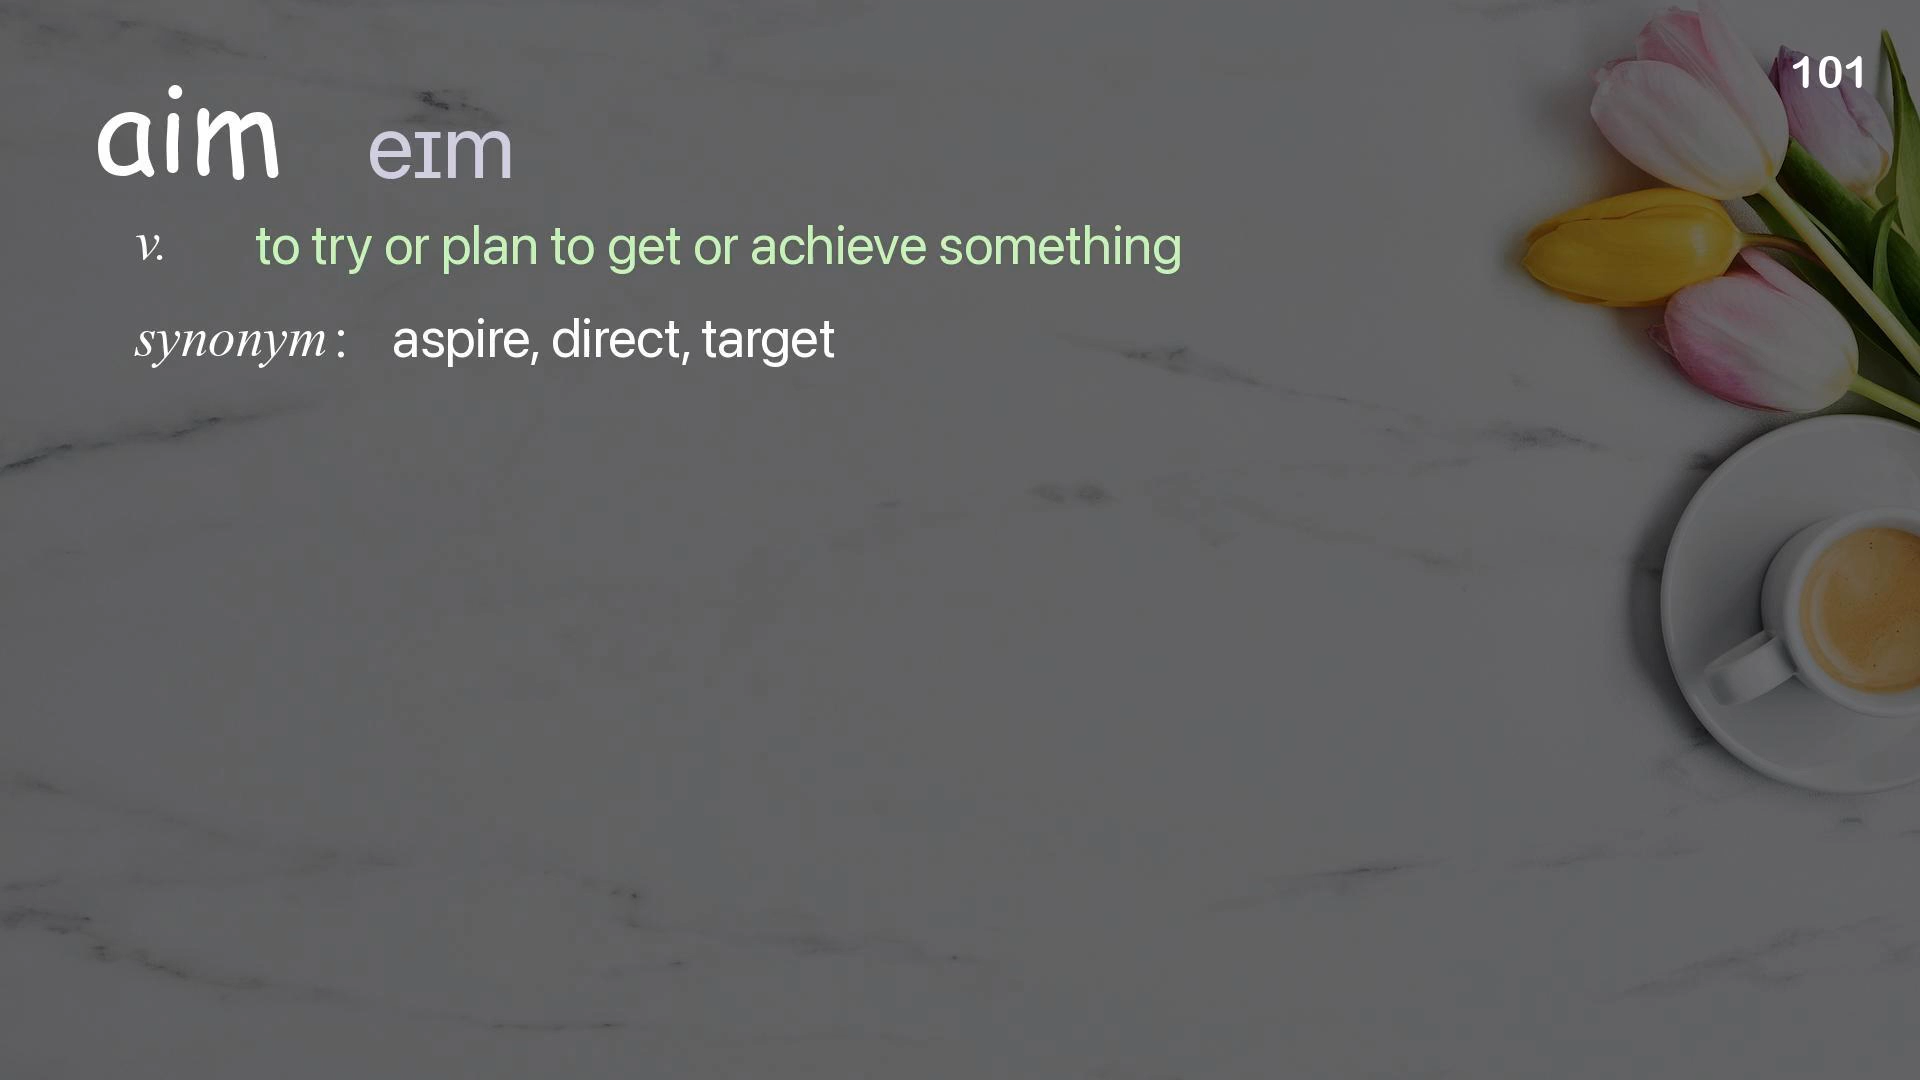 101
aim eɪm
v. to try or plan to get or achieve something
synonym : aspire, direct, target